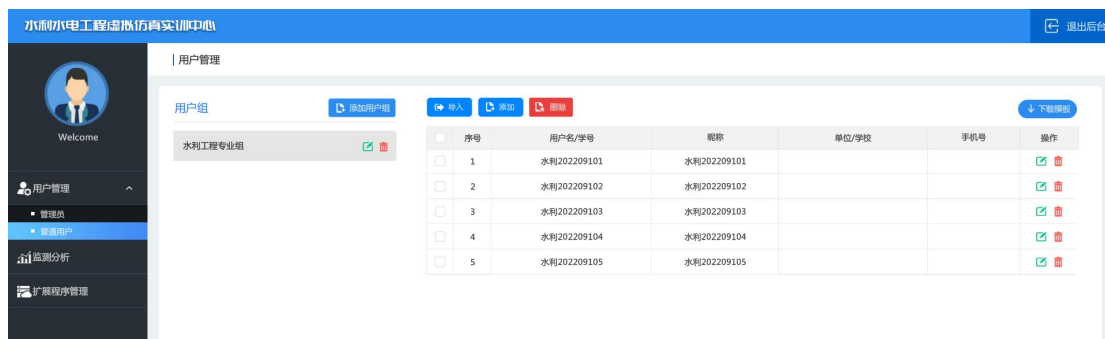 水利水电工程虚拟仿真实训中心
退出后台
Welcome
用户管理
管理员
普通用户
监测分析
扩展程序管理
用户管理
用户组
添加用户组
水利工程专业组
导入 添加 删除 下载模板
序号 用户名/学号 昵称 单位/学校 手机号 操作
1 水利202209101 水利202209101
2 水利202209102 水利202209102
3 水利202209103 水利202209103
4 水利202209104 水利202209104
5 水利202209105 水利202209105